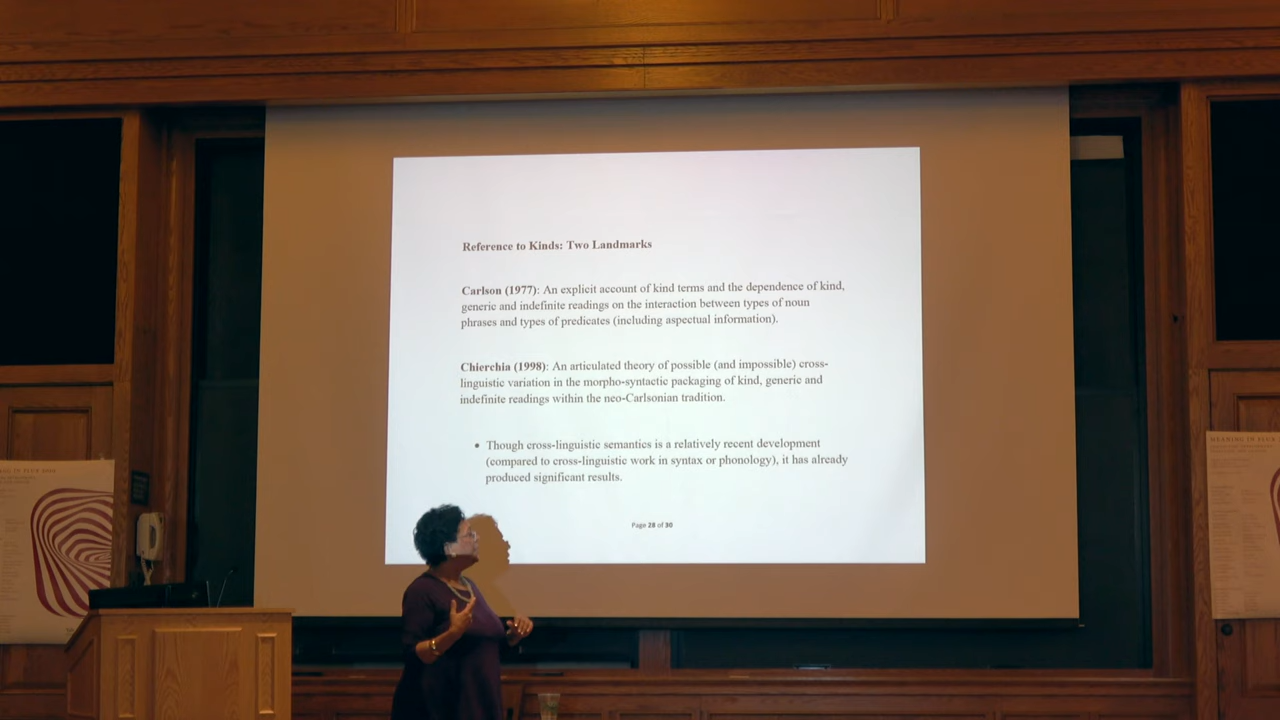 Reference to Kinds: Two Landmarks
Carlson (1977): An explicit account of kind terms and the dependence of kind,
generic and indefinite readings on the interaction between types of noun
phrases and types of predicates (including aspectual information).
Chierchia (1998): An articulated theory of possible (and impossible) cross-
linguistic variation in the morpho-syntactic packaging of kind, generic and
indefinite readings within the neo-Carlsonian tradition.
• Though cross-linguistic semantics is a relatively recent development
(compared to cross-linguistic work in syntax or phonology), it has already
produced significant results.
Page 28 of 30
MEANING IN FLUX